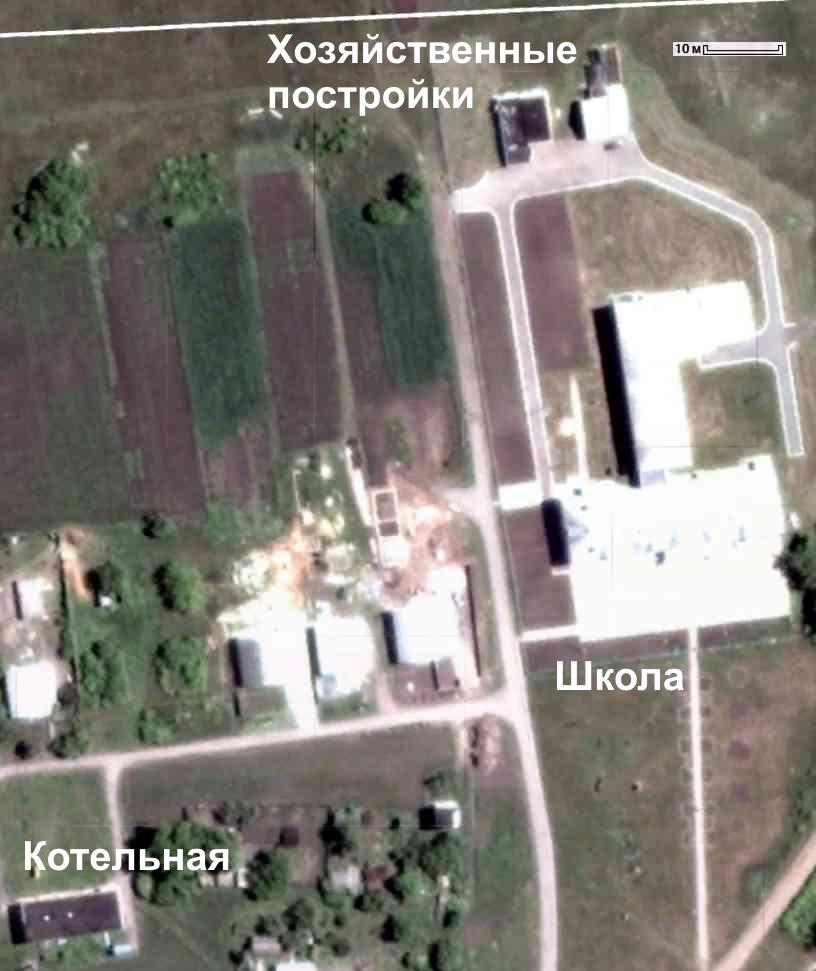 Хозяйственные
постройки
10 м
Школа
Котельная